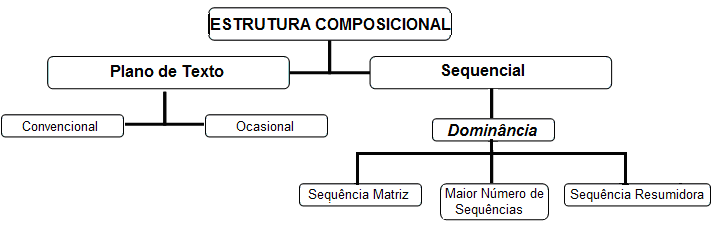 ESTRUTURA COMPOSICIONAL
Plano de Texto
Sequencial
Convencional
Ocasional
Dominância
Sequência Matriz
Maior Número de
Sequências
Sequência Resumidora